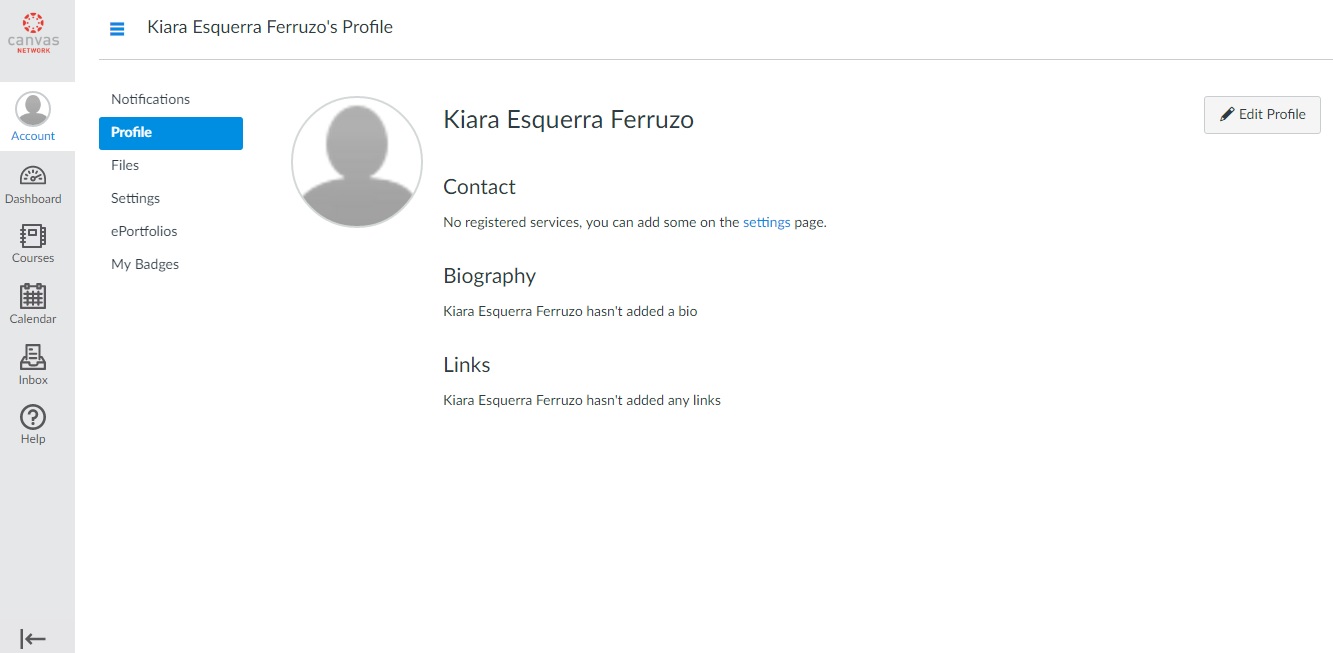 canvas
NETWORK
Kiara Esquerra Ferruzo's Profile
Account
Dashboard
Courses
Calendar
Inbox
Help
Notifications
Profile
Files
Settings
ePortfolios
My Badges
Kiara Esquerra Ferruzo
Edit Profile
Contact
No registered services, you can add some on the settings page.
Biography
Kiara Esquerra Ferruzo hasn't added a bio
Links
Kiara Esquerra Ferruzo hasn't added any links